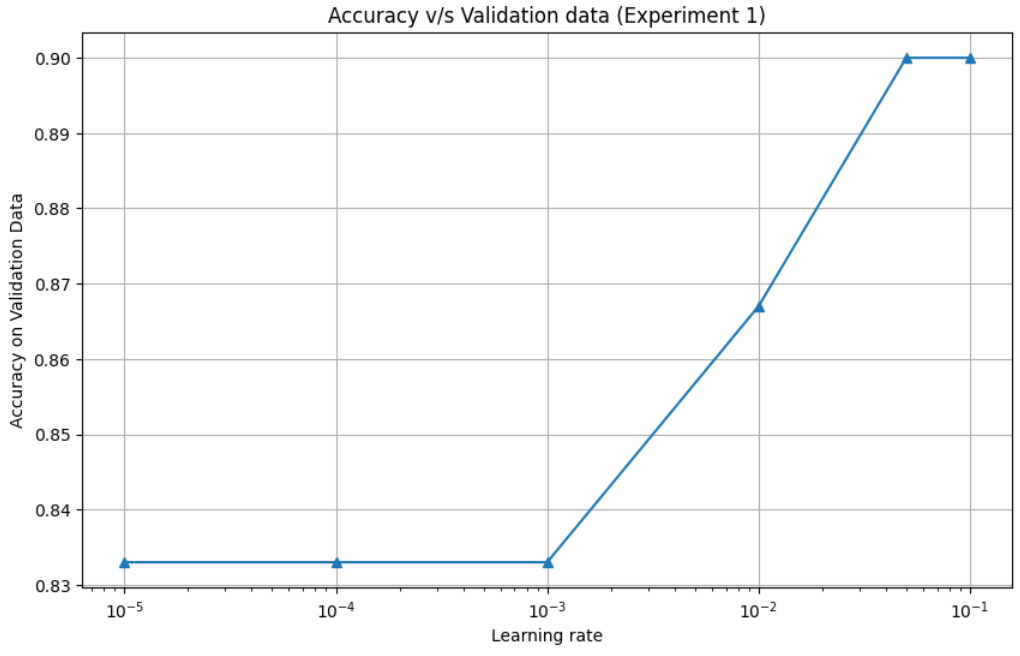 Accuracy v/s Validation data (Experiment 1)
0.90
0.89
0.88
0.87
0.86
0.85
0.84
0.83
Accuracy on Validation Data
10⁻⁵ 10⁻⁴ 10⁻³ 10⁻² 10⁻¹
Learning rate